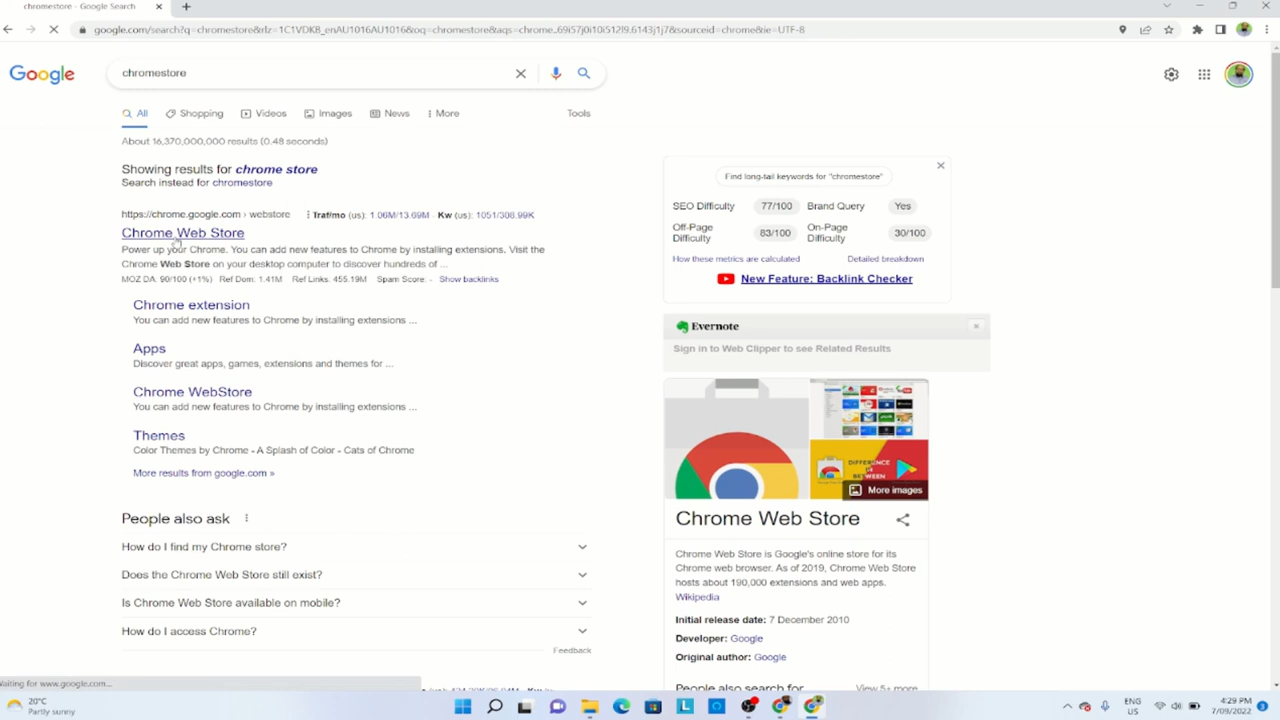 chromestore - Google Search
google.com/search?q=chromestore&rlz=1C1VDKB_enAU1016AU1016&oq=chromestore&aqs=chrome..69i57j0i10i512l9.6143j1j7&sourceid=chrome&ie=UTF-8
Google
chromestore
All
Shopping
Videos
Images
News
More
Tools
About 16,370,000,000 results (0.48 seconds)
Showing results for chrome store
Search instead for chromestore
https://chrome.google.com › webstore
Traf/mo (us): 1.06M/13.69M - Kw (us): 1051/308.99K
Chrome Web Store
Power up your Chrome. You can add new features to Chrome by installing extensions. Visit the
Chrome Web Store on your desktop computer to discover hundreds of ...
MOZ DA: 90/100 (+1%) Ref Dom: 1.41M Ref Links: 455.19M Spam Score: - Show backlinks
Chrome extension
You can add new features to Chrome by installing extensions ...
Apps
Discover great apps, games, extensions and themes for ...
Chrome WebStore
You can add new features to Chrome by installing extensions ...
Themes
Color Themes by Chrome - A Splash of Color - Cats of Chrome
More results from google.com »
People also ask
How do I find my Chrome store?
Does the Chrome Web Store still exist?
Is Chrome Web Store available on mobile?
How do I access Chrome?
Feedback
Find long-tail keywords for "chromestore"
SEO Difficulty 77/100 Brand Query Yes
Off-Page Difficulty 83/100 On-Page Difficulty 30/100
How these metrics are calculated
Detailed breakdown
New Feature: Backlink Checker
Evernote
Sign in to Web Clipper to see Related Results
DIFFERENCE
BETWEEN
More images
Chrome Web Store
Chrome Web Store is Google's online store for its
Chrome web browser. As of 2019, Chrome Web Store
hosts about 190,000 extensions and web apps.
Wikipedia
Initial release date: 7 December 2010
Developer: Google
Original author: Google
People also search for
View 5+ more
Waiting for www.google.com...
20°C
Partly sunny
ENG
US
4:29 PM
7/09/2022